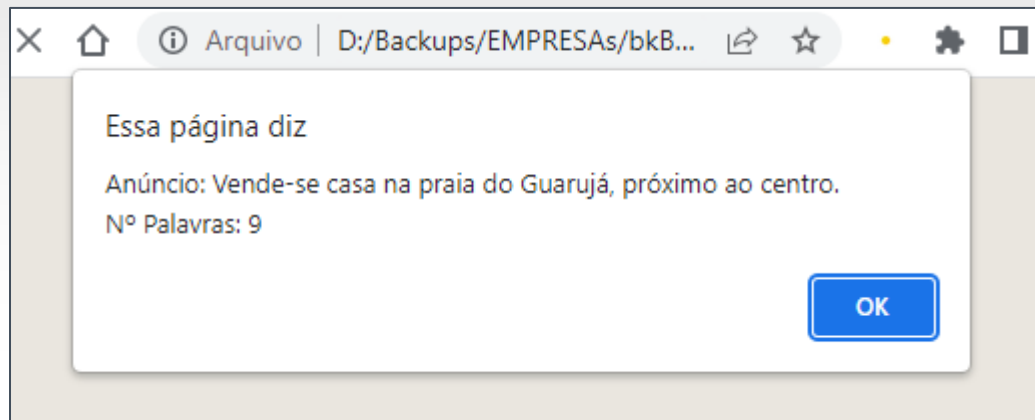 Arquivo | D:/Backups/EMPRESAs/bkB...
Essa página diz
Anúncio: Vende-se casa na praia do Guarujá, próximo ao centro.
Nº Palavras: 9
OK